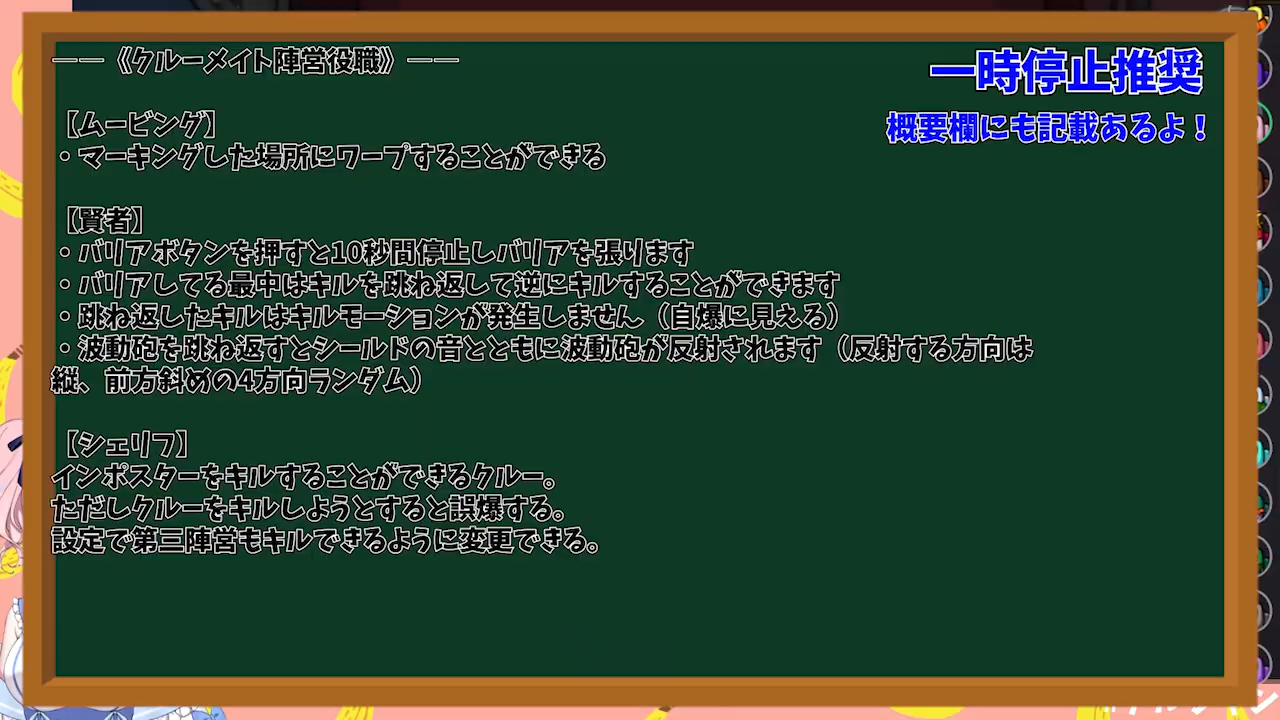 ——《クルーメイト陣営役職》——
一時停止推奨
概要欄にも記載あるよ！
【ムービング】
・マーキングした場所にワープすることができる
【賢者】
・バリアボタンを押すと10秒間停止しバリアを張ります
・バリアしてる最中はキルを跳ね返して逆にキルすることができます
・跳ね返したキルはキルモーションが発生しません（自爆に見える）
・波動砲を跳ね返すとシールドの音とともに波動砲が反射されます（反射する方向は
縦、前方斜めの4方向ランダム）
【シェリフ】
インポスターをキルすることができるクルー。
ただしクルーをキルしようとすると誤爆する。
設定で第三陣営もキルできるように変更できる。